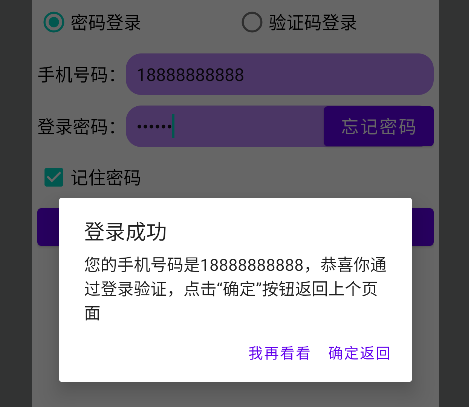 密码登录 验证码登录
手机号码： 18888888888
登录密码： •••••• 忘记密码
记住密码
登录成功
您的手机号码是18888888888，恭喜你通
过登录验证，点击“确定”按钮返回上个页
面
我再看看 确定返回